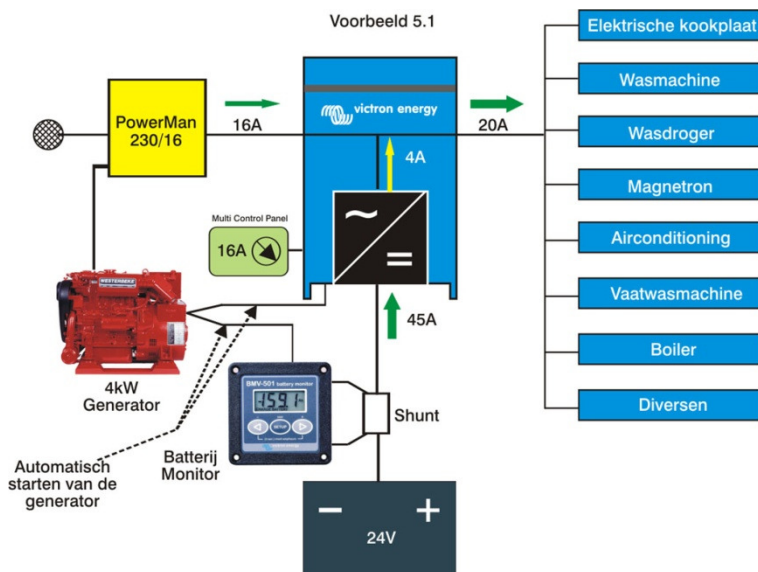 Voorbeeld 5.1
PowerMan
230/16
16A
victron energy
20A
4A
Multi Control Panel
16A
45A
WESTERBEKE
4kW
Generator
BMV-501 battery monitor
SETUP
Batterij
Monitor
Shunt
Automatisch
starten van de
generator
24V
Elektrische kookplaat
Wasmachine
Wasdroger
Magnetron
Airconditioning
Vaatwasmachine
Boiler
Diversen